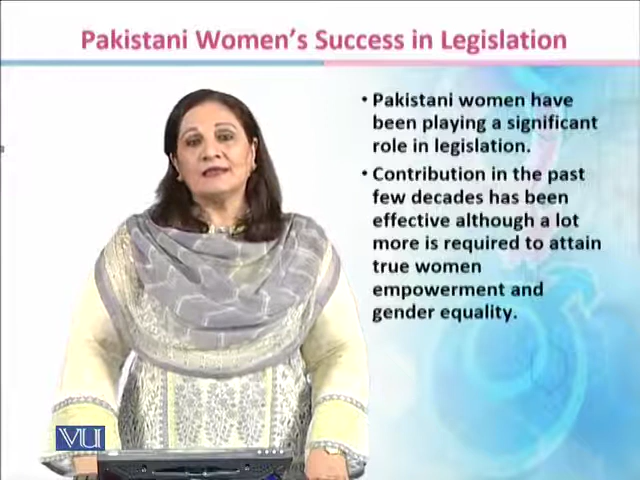 Pakistani Women's Success in Legislation
• Pakistani women have
been playing a significant
role in legislation.
• Contribution in the past
few decades has been
effective although a lot
more is required to attain
true women
empowerment and
gender equality.
VU